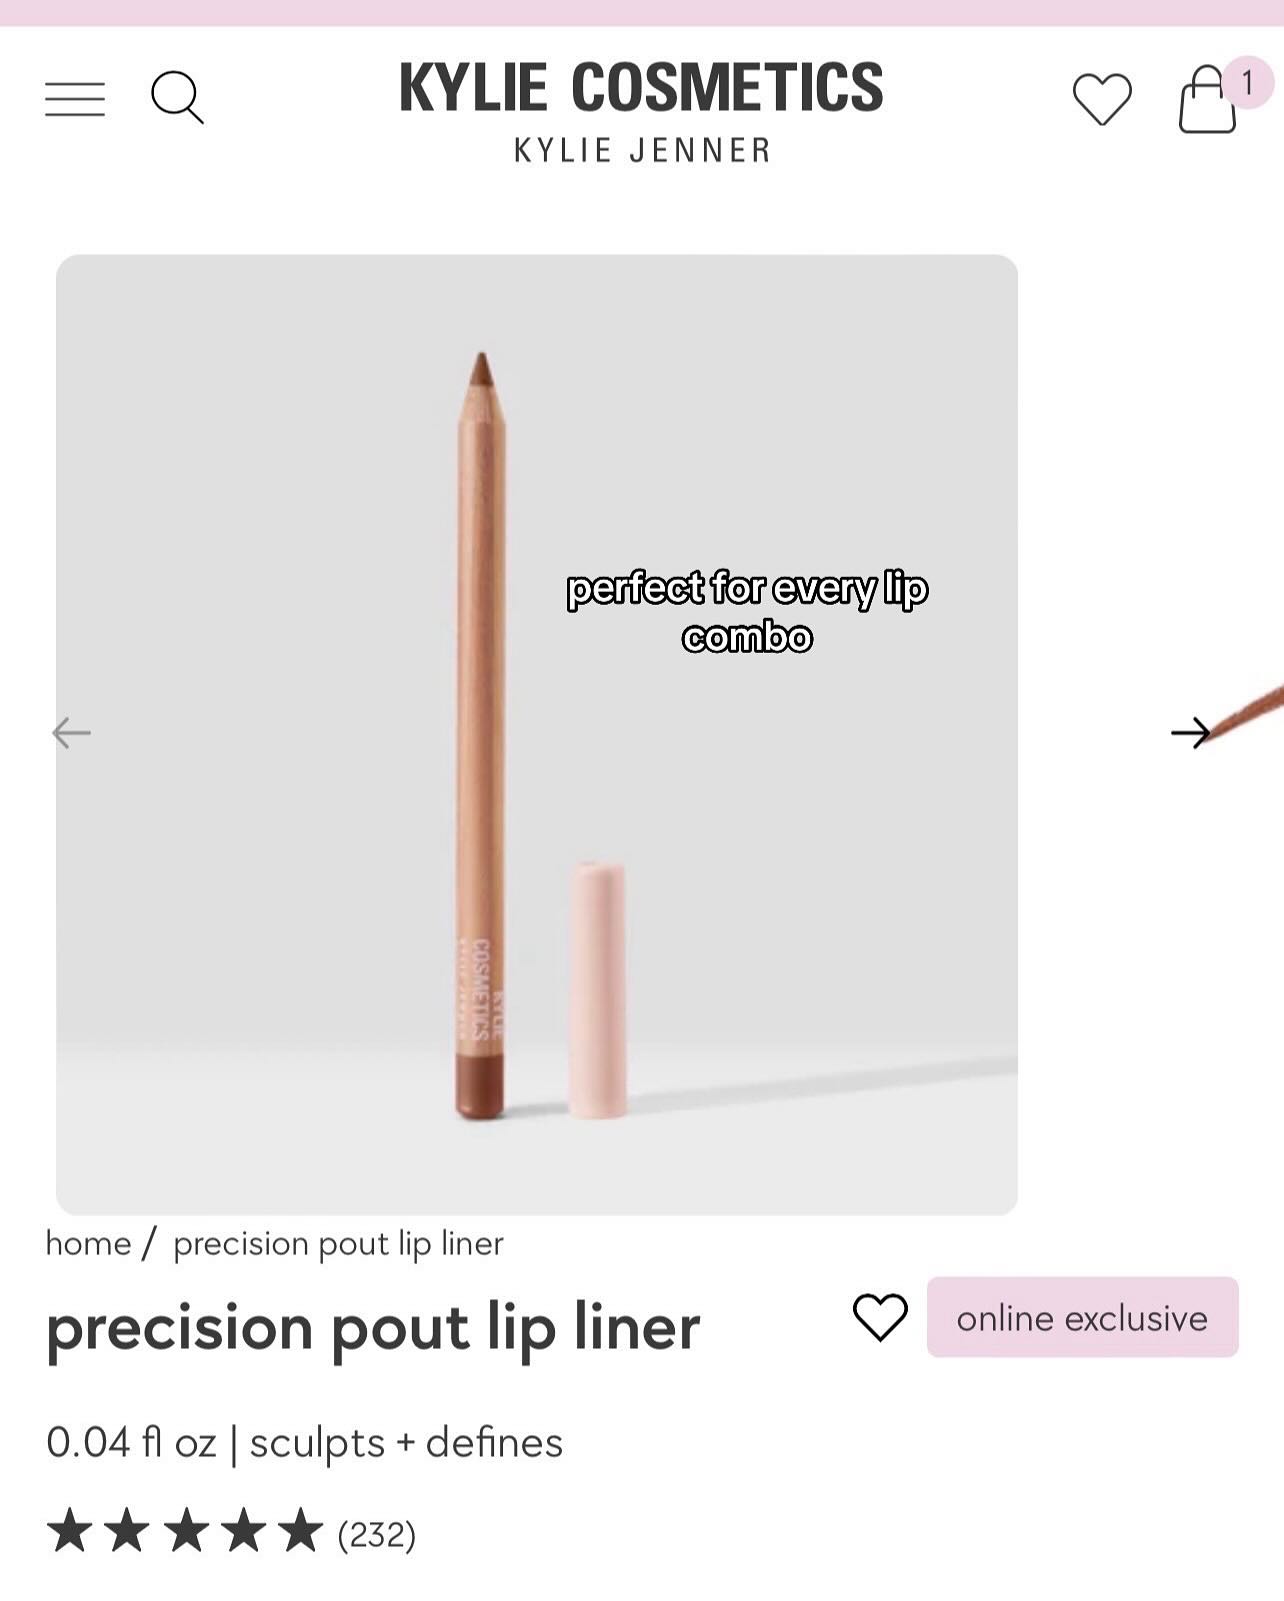 KYLIE COSMETICS
1
KYLIE JENNER
perfect for every lip
combo
KYLIE
COSMETICS
home / precision pout lip liner
precision pout lip liner
online exclusive
0.04 fl oz | sculpts + defines
(232)